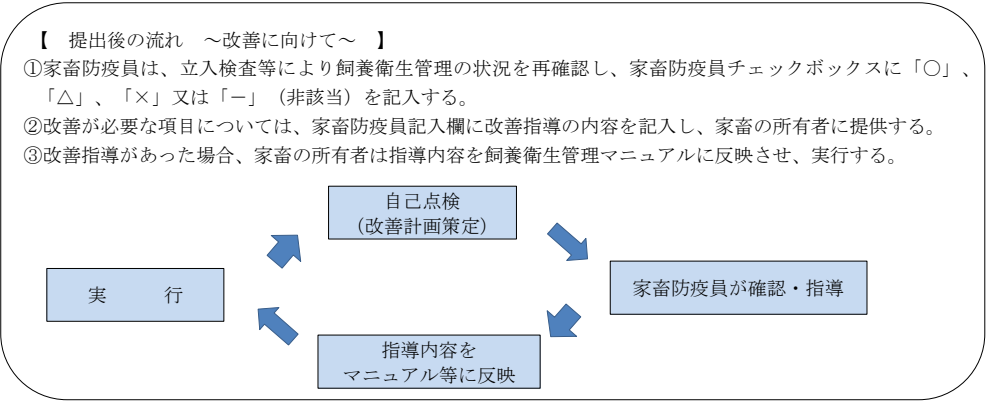 【　提出後の流れ　～改善に向けて～　】
①家畜防疫員は、立入検査等により飼養衛生管理の状況を再確認し、家畜防疫員チェックボックスに「○」、
「△」、「×」又は「－」（非該当）を記入する。
②改善が必要な項目については、家畜防疫員記入欄に改善指導の内容を記入し、家畜の所有者に提供する。
③改善指導があった場合、家畜の所有者は指導内容を飼養衛生管理マニュアルに反映させ、実行する。
自己点検
（改善計画策定）
家畜防疫員が確認・指導
実　　　行
指導内容を
マニュアル等に反映